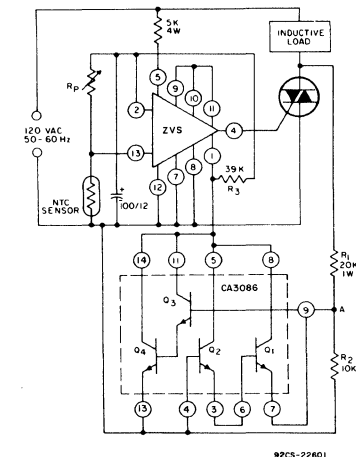 5K
4W
INDUCTIVE
LOAD
RP
5
9
10
11
2
ZVS
4
120 VAC
50-60Hz
13
1
39K
R3
+
100/12
12
7
8
NTC
SENSOR
14
11
5
8
R1
20K
1W
CA3086
9
A
Q3
Q4
Q2
Q1
R2
10K
13
4
3
6
7
92CS-22601